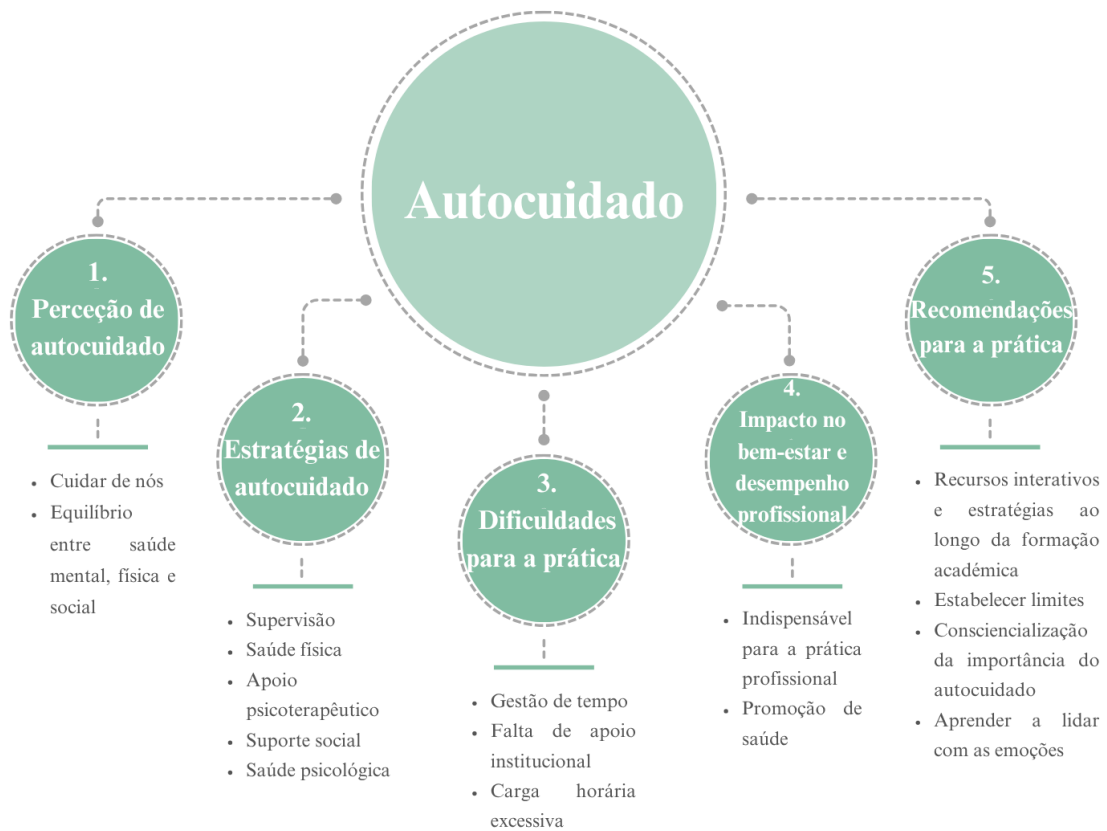 Autocuidado
1.
Perceção de
autocuidado
• Cuidar de nós
• Equilíbrio
entre saúde
mental, física e
social
2.
Estratégias de
autocuidado
• Supervisão
• Saúde física
• Apoio
psicoterapêutico
• Suporte social
• Saúde psicológica
3.
Dificuldades
para a prática
• Gestão de tempo
• Falta de apoio
institucional
• Carga horária
excessiva
4.
Impacto no
bem-estar e
desempenho
profissional
• Indispensável
para a prática
profissional
• Promoção de
saúde
5.
Recomendações
para a prática
• Recursos interativos
e estratégias ao
longo da formação
académica
• Estabelecer limites
• Consciencialização
da importância do
autocuidado
• Aprender a lidar
com as emoções